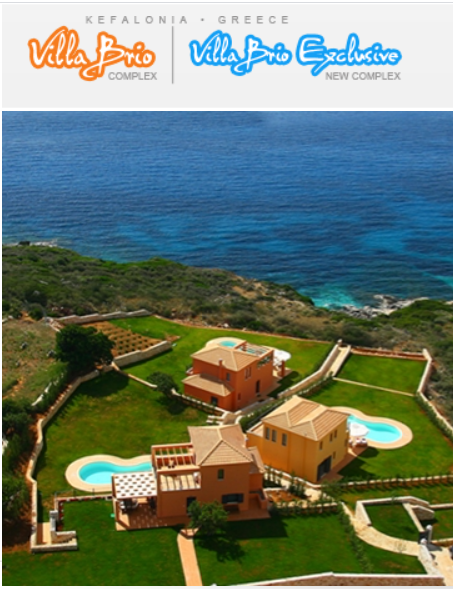 KEFALONIA • GREECE
Villa Brio Villa Brio Exclusive
COMPLEX NEW COMPLEX